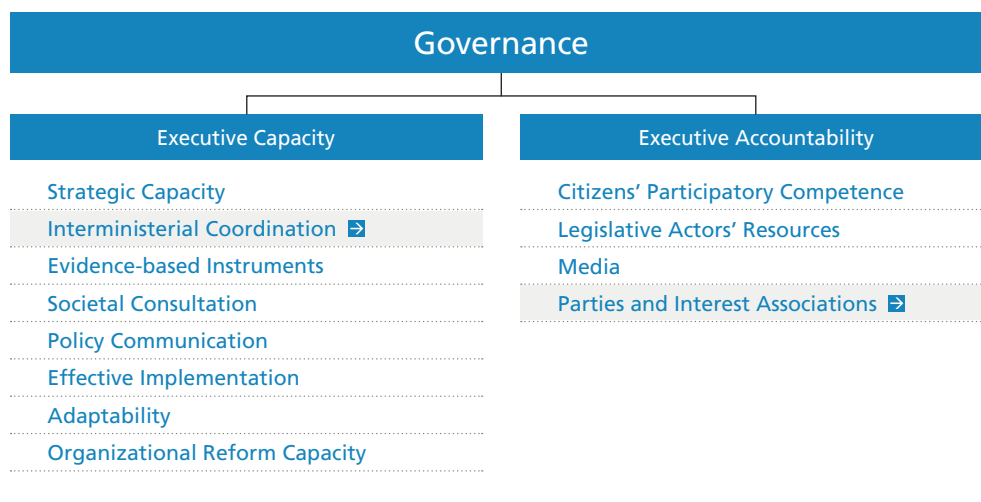 Governance
Executive Capacity
Strategic Capacity
Interministerial Coordination
Evidence-based Instruments
Societal Consultation
Policy Communication
Effective Implementation
Adaptability
Organizational Reform Capacity
Executive Accountability
Citizens’ Participatory Competence
Legislative Actors’ Resources
Media
Parties and Interest Associations